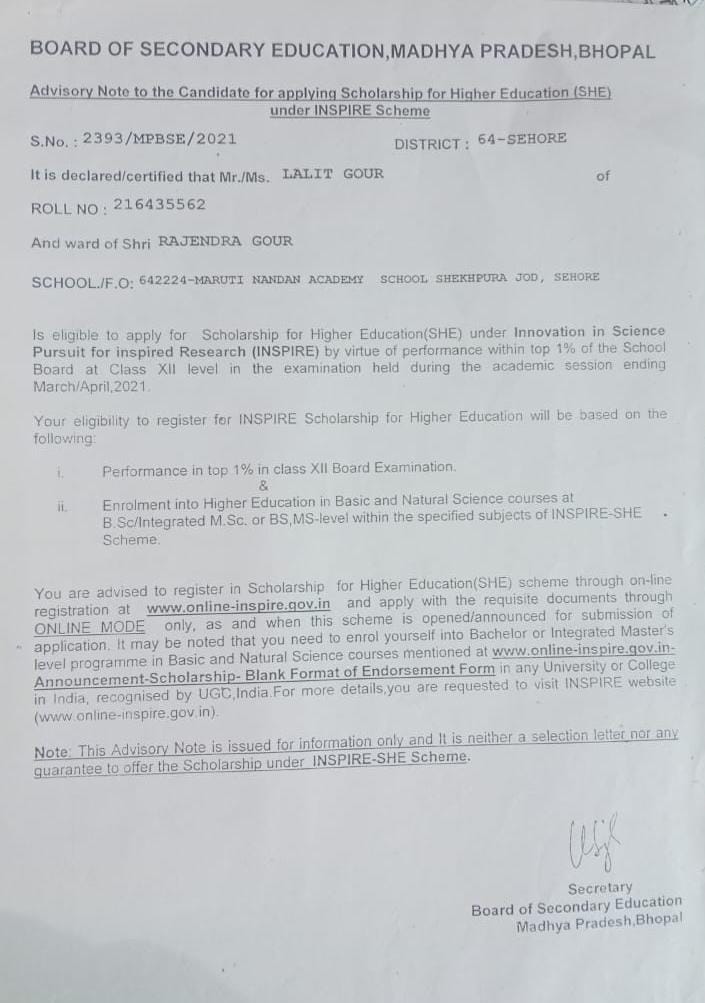 BOARD OF SECONDARY EDUCATION,MADHYA PRADESH,BHOPAL
Advisory Note to the Candidate for applying Scholarship for Higher Education (SHE)
under INSPIRE Scheme
S.No. : 2393/MPBSE/2021 DISTRICT : 64-SEHORE
It is declared/certified that Mr./Ms. LALIT GOUR of
ROLL NO : 216435562
And ward of Shri RAJENDRA GOUR
SCHOOL./F.O: 642224-MARUTI NANDAN ACADEMY SCHOOL SHEKHPURA JOD, SEHORE
Is eligible to apply for Scholarship for Higher Education(SHE) under Innovation in Science
Pursuit for inspired Research (INSPIRE) by virtue of performance within top 1% of the School
Board at Class XII level in the examination held during the academic session ending
March/April,2021.
Your eligibility to register for INSPIRE Scholarship for Higher Education will be based on the
following:
i. Performance in top 1% in class XII Board Examination.
&
ii. Enrolment into Higher Education in Basic and Natural Science courses at
B.Sc/Integrated M.Sc. or BS,MS-level within the specified subjects of INSPIRE-SHE
Scheme.
You are advised to register in Scholarship for Higher Education(SHE) scheme through on-line
registration at www.online-inspire.gov.in and apply with the requisite documents through
ONLINE MODE only, as and when this scheme is opened/announced for submission of
application. It may be noted that you need to enrol yourself into Bachelor or Integrated Master's
level programme in Basic and Natural Science courses mentioned at www.online-inspire.gov.in-
Announcement-Scholarship- Blank Format of Endorsement Form in any University or College
in India, recognised by UGC,India.For more details,you are requested to visit INSPIRE website
(www.online-inspire.gov.in).
Note: This Advisory Note is issued for information only and It is neither a selection letter nor any
guarantee to offer the Scholarship under INSPIRE-SHE Scheme.
Secretary
Board of Secondary Education
Madhya Pradesh,Bhopal